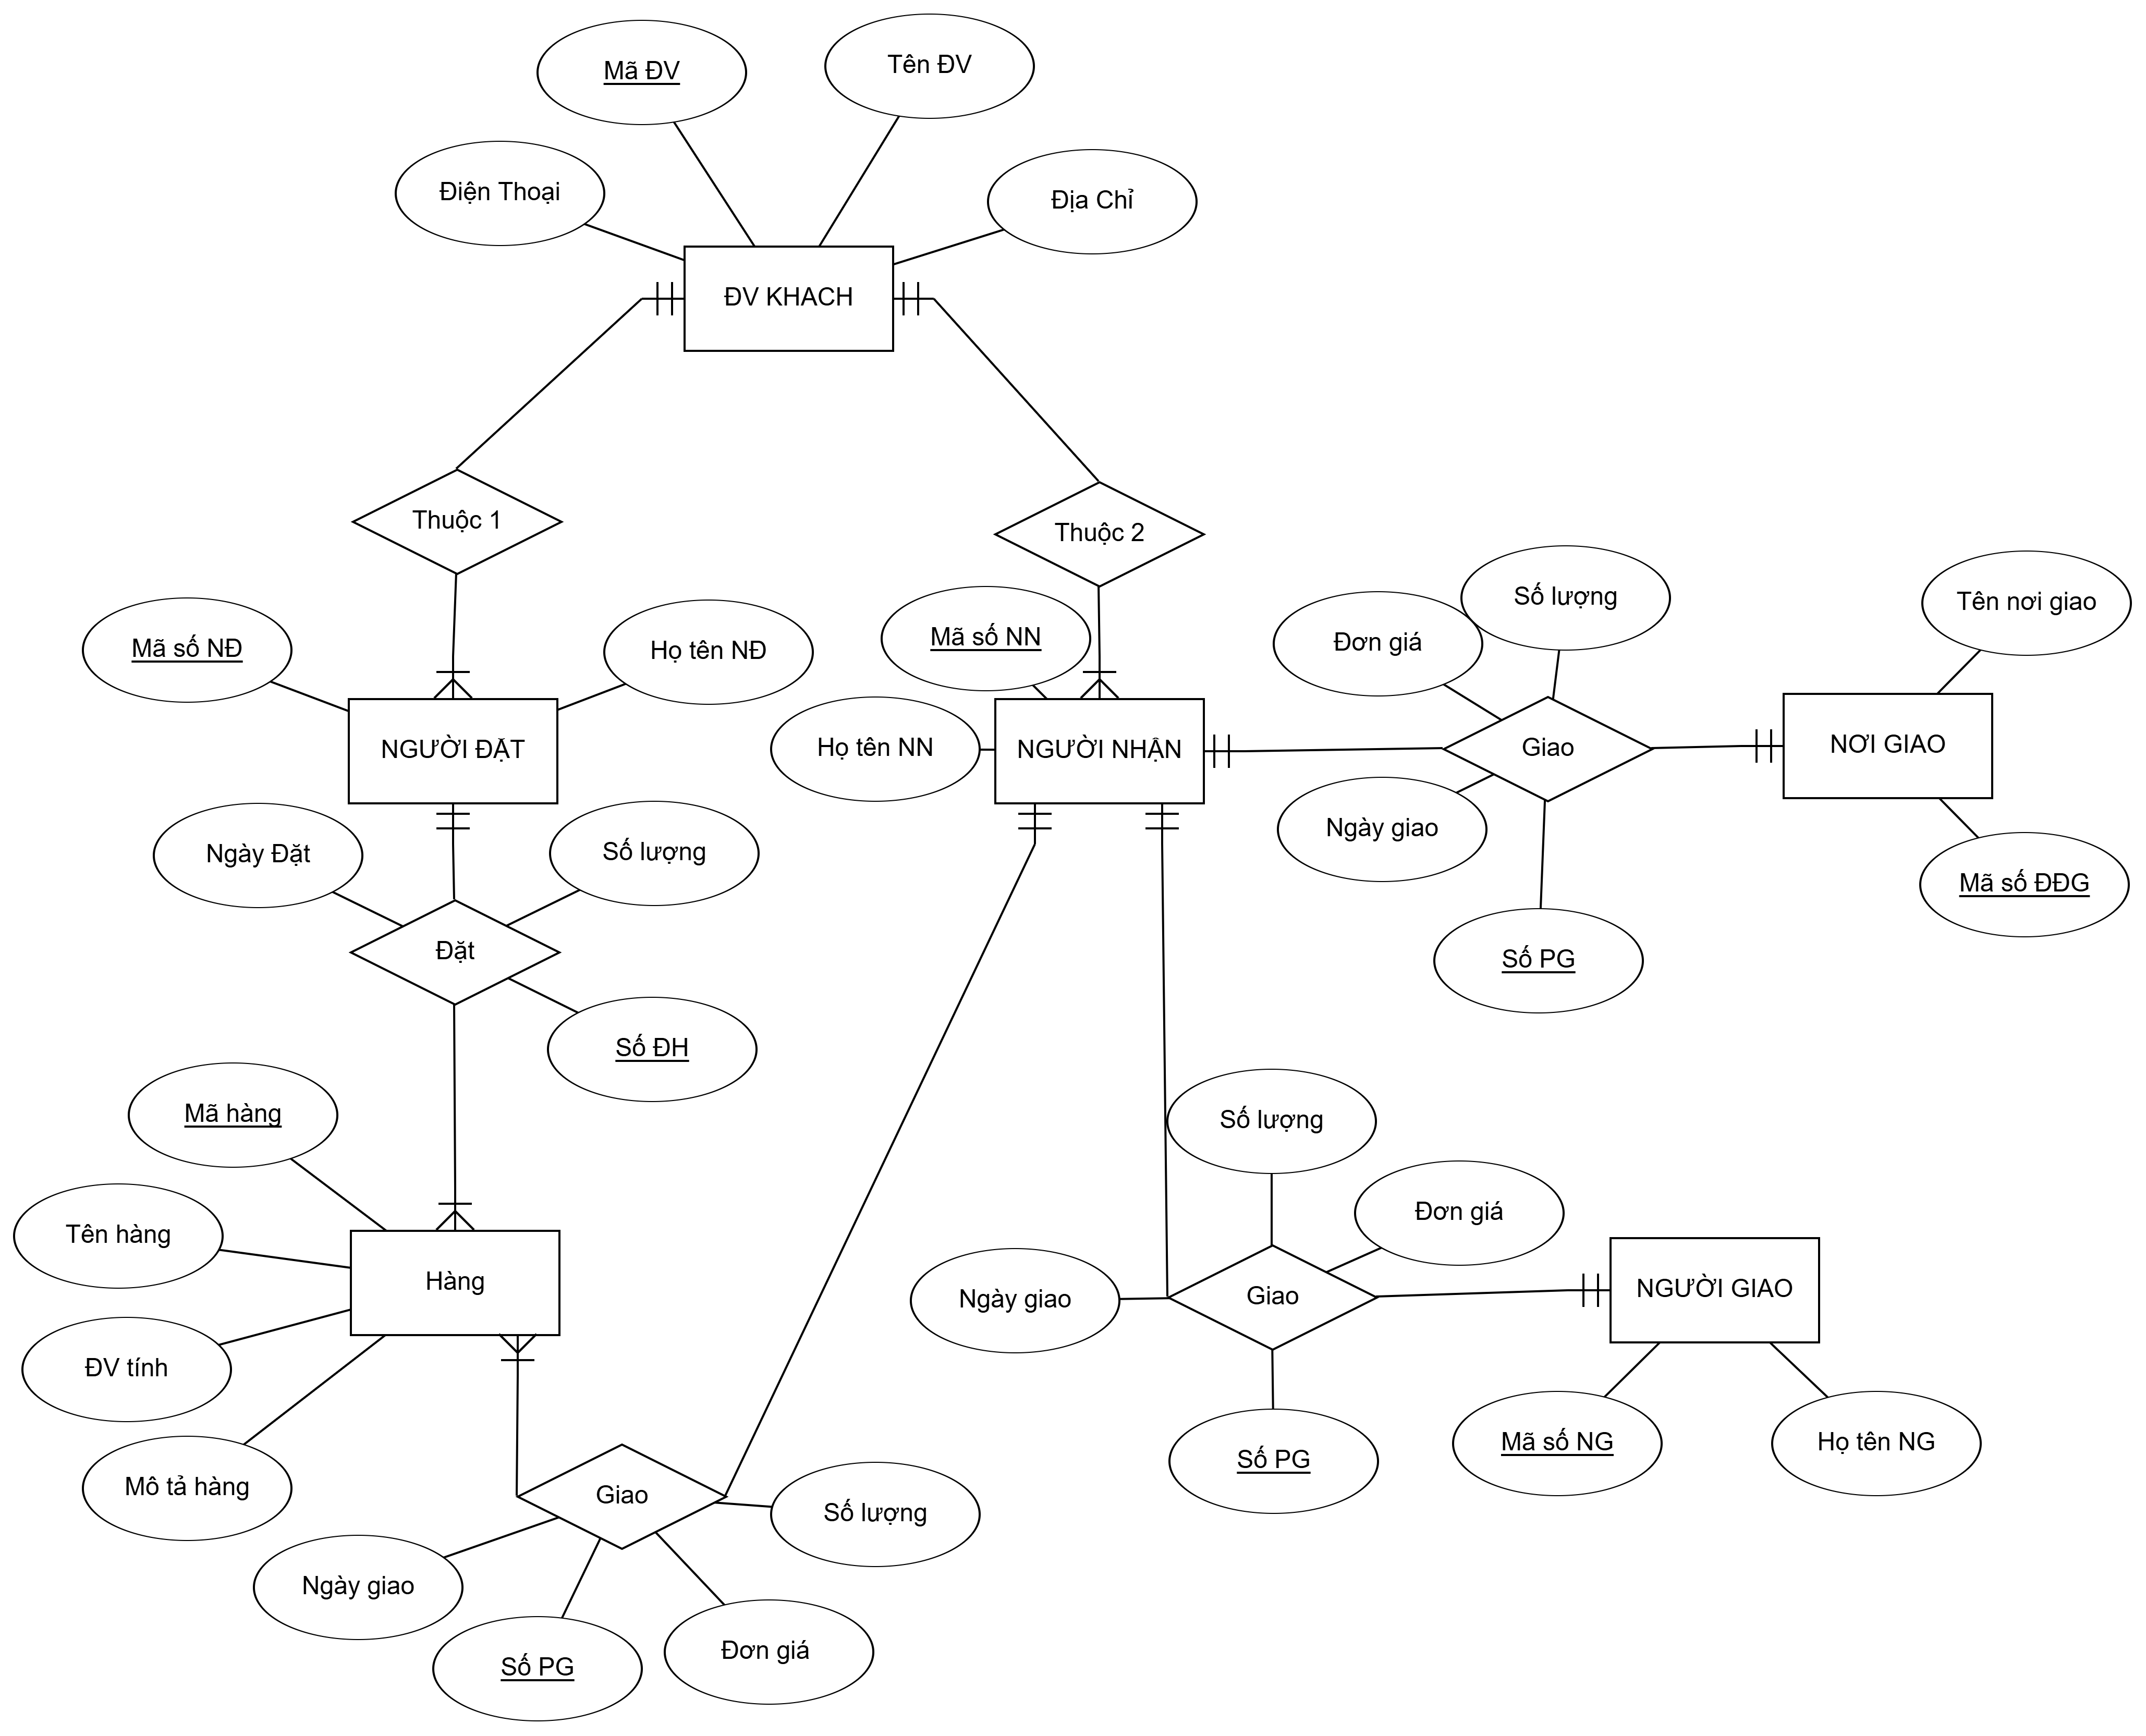 Mã ĐV
Tên ĐV
Điện Thoại
Địa Chỉ
ĐV KHACH
Thuộc 1
Thuộc 2
Mã số NĐ
Họ tên NĐ
Mã số NN
Đơn giá
Số lượng
Tên nơi giao
NGƯỜI ĐẶT
Họ tên NN
NGƯỜI NHẬN
Giao
NƠI GIAO
Ngày Đặt
Số lượng
Ngày giao
Mã số ĐĐG
Đặt
Số PG
Số ĐH
Mã hàng
Số lượng
Tên hàng
Đơn giá
Hàng
Ngày giao
Giao
NGƯỜI GIAO
ĐV tính
Mô tả hàng
Số PG
Mã số NG
Họ tên NG
Giao
Số lượng
Ngày giao
Số PG
Đơn giá